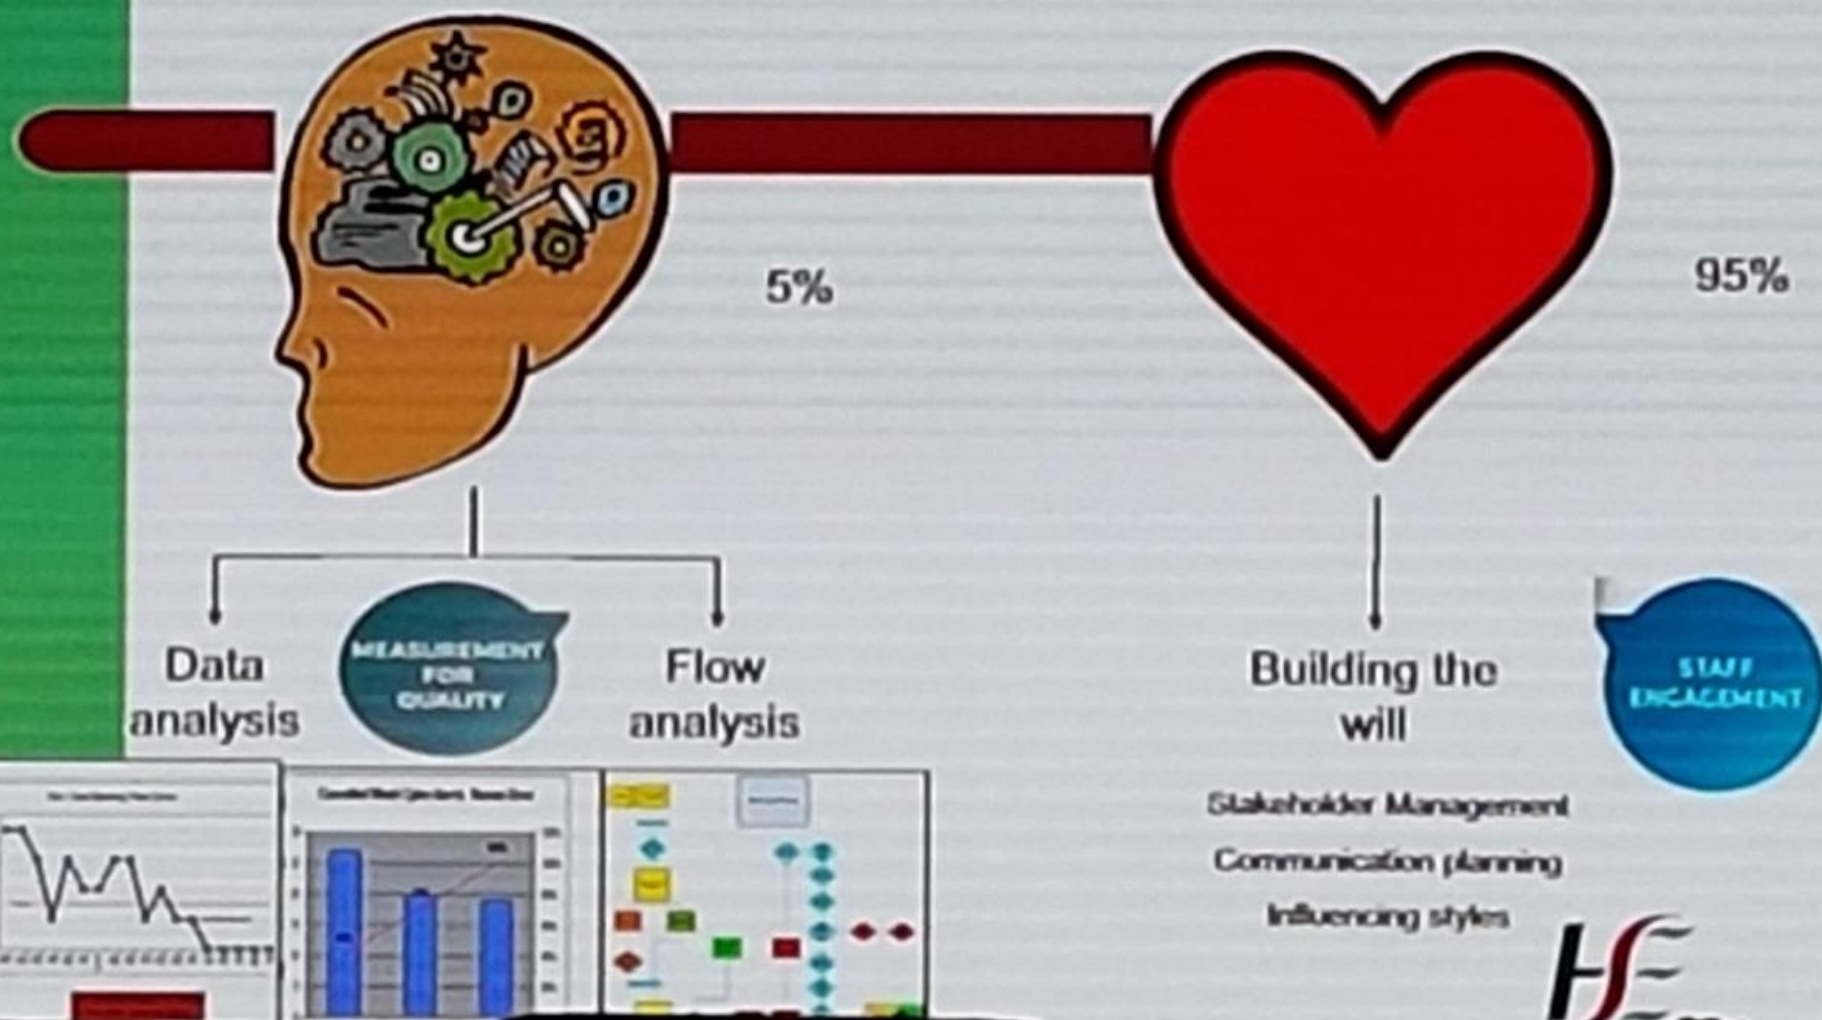 5%
95%
Data
analysis
MEASUREMENT
FOR
QUALITY
Flow
analysis
Building the
will
STAFF
ENGAGEMENT
Stakeholder Management
Communication planning
Influencing styles